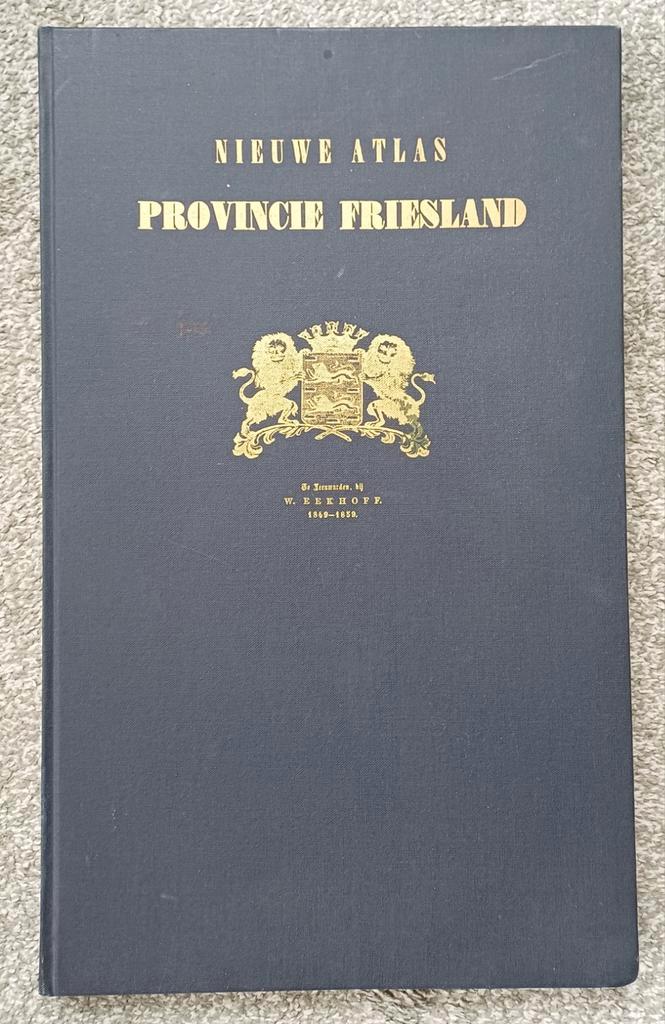 NIEUWE ATLAS
PROVINCIE FRIESLAND
Te Leeuwarden, bij
W. EEKHOFF.
1849-1859.